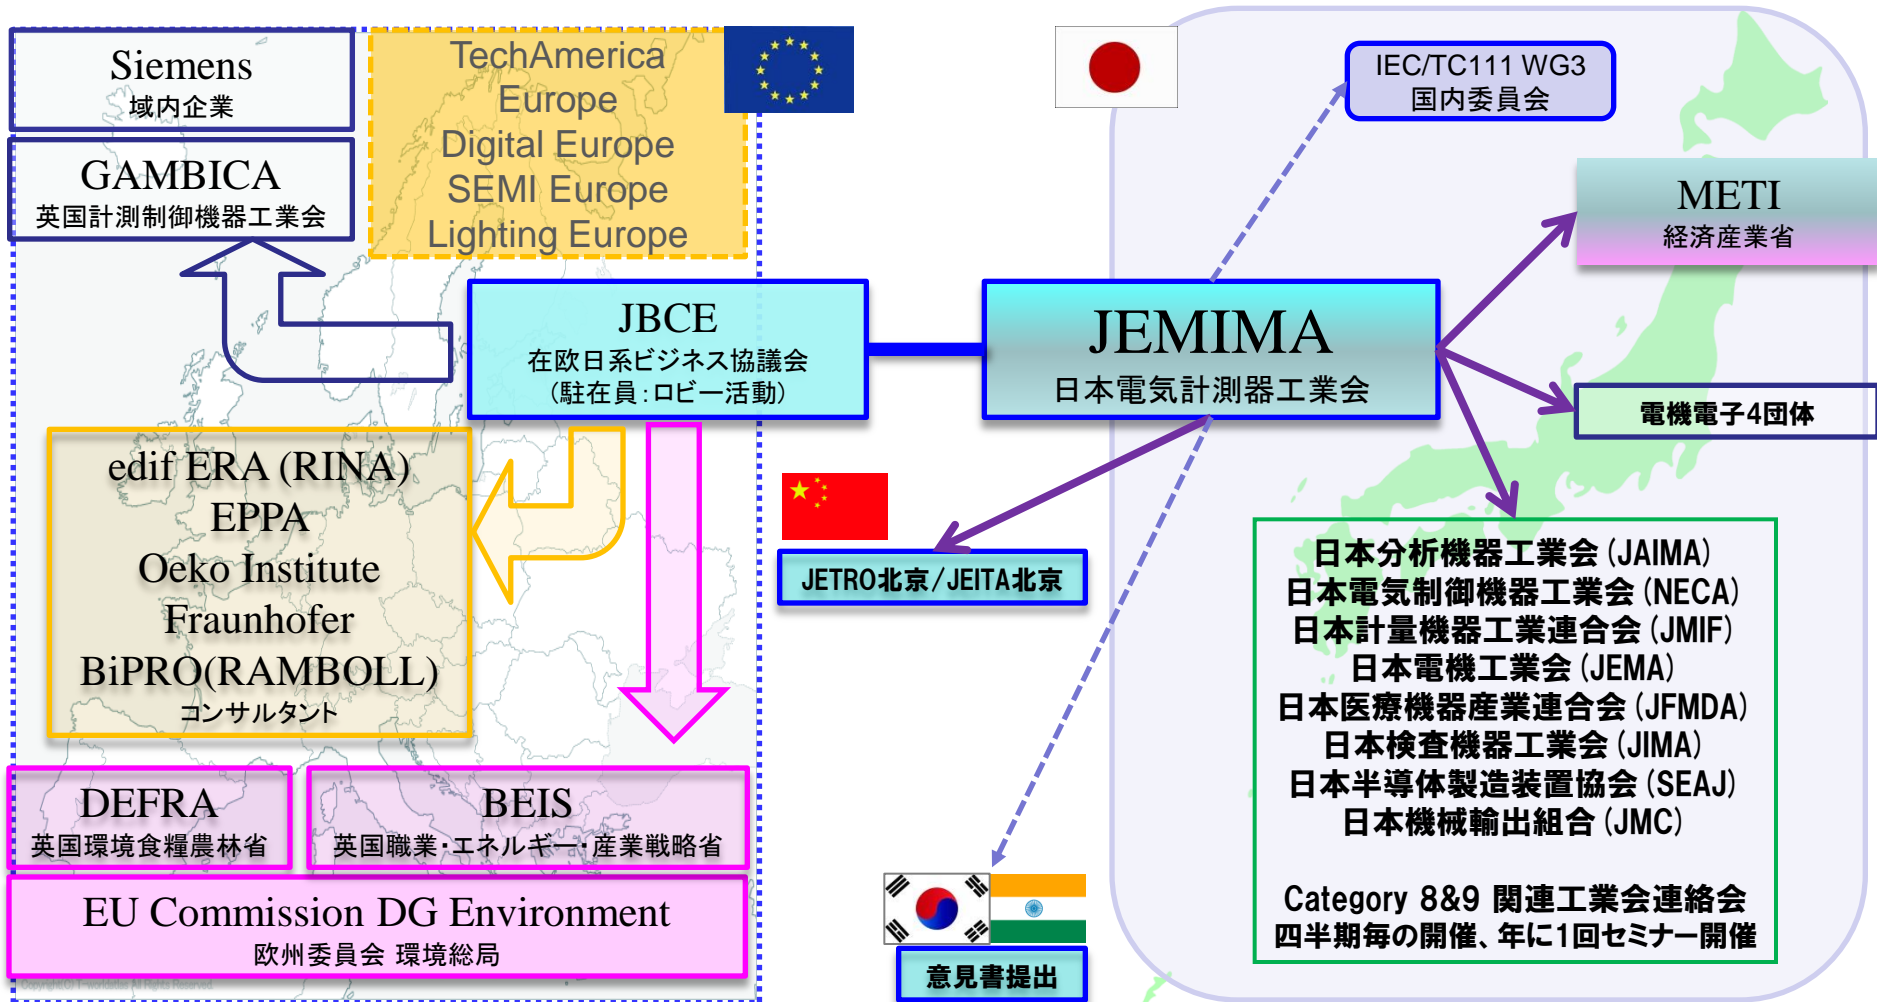 Siemens
域内企業
GAMBICA
英国計測制御機器工業会
TechAmerica
Europe
Digital Europe
SEMI Europe
Lighting Europe
JBCE
在欧日系ビジネス協議会
(駐在員:ロビー活動)
edif ERA (RINA)
EPPA
Oeko Institute
Fraunhofer
BiPRO(RAMBOLL)
コンサルタント
DEFRA
英国環境食糧農林省
BEIS
英国職業・エネルギー・産業戦略省
EU Commission DG Environment
欧州委員会 環境総局
Copyright(C) T-worldatlas All Rights Reserved.
JEMIMA
日本電気計測器工業会
JETRO北京/JEITA北京
意見書提出
IEC/TC111 WG3
国内委員会
METI
経済産業省
電機電子4団体
日本分析機器工業会(JAIMA)
日本電気制御機器工業会(NECA)
日本計量機器工業連合会(JMIF)
日本電機工業会(JEMA)
日本医療機器産業連合会(JFMDA)
日本検査機器工業会(JIMA)
日本半導体製造装置協会(SEAJ)
日本機械輸出組合(JMC)
Category 8&9 関連工業会連絡会
四半期毎の開催、年に1回セミナー開催